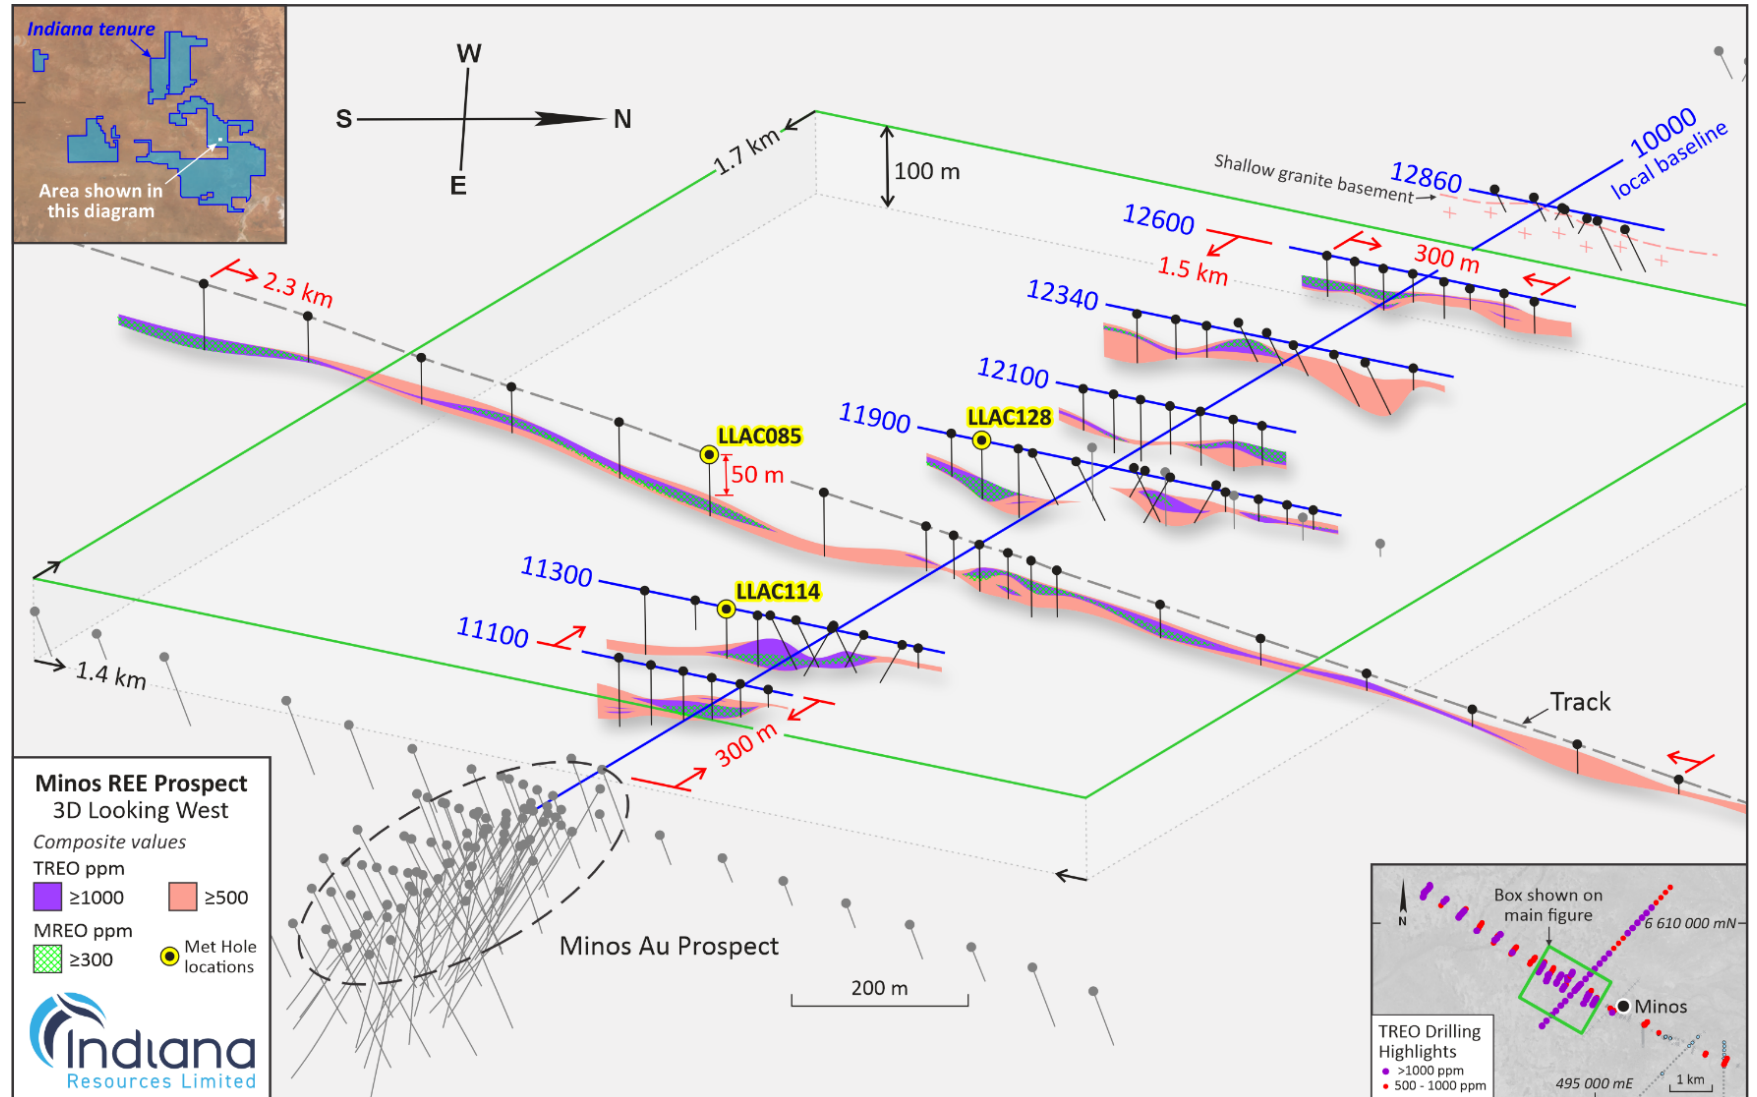 Indiana tenure
Area shown in
this diagram
W
S
N
E
1.7 km
100 m
Shallow granite basement
12860
10000
local baseline
12600
300 m
1.5 km
12340
2.3 km
12100
11900
LLAC128
LLAC085
50 m
11300
LLAC114
11100
1.4 km
300 m
Track
Minos REE Prospect
3D Looking West
Composite values
TREO ppm
≥1000
≥500
MREO ppm
≥300
Met Hole
locations
Indiana
Resources Limited
Minos Au Prospect
200 m
N
Box shown on
main figure
6 610 000 mN
Minos
TREO Drilling
Highlights
>1000 ppm
500 - 1000 ppm
495 000 mE
1 km